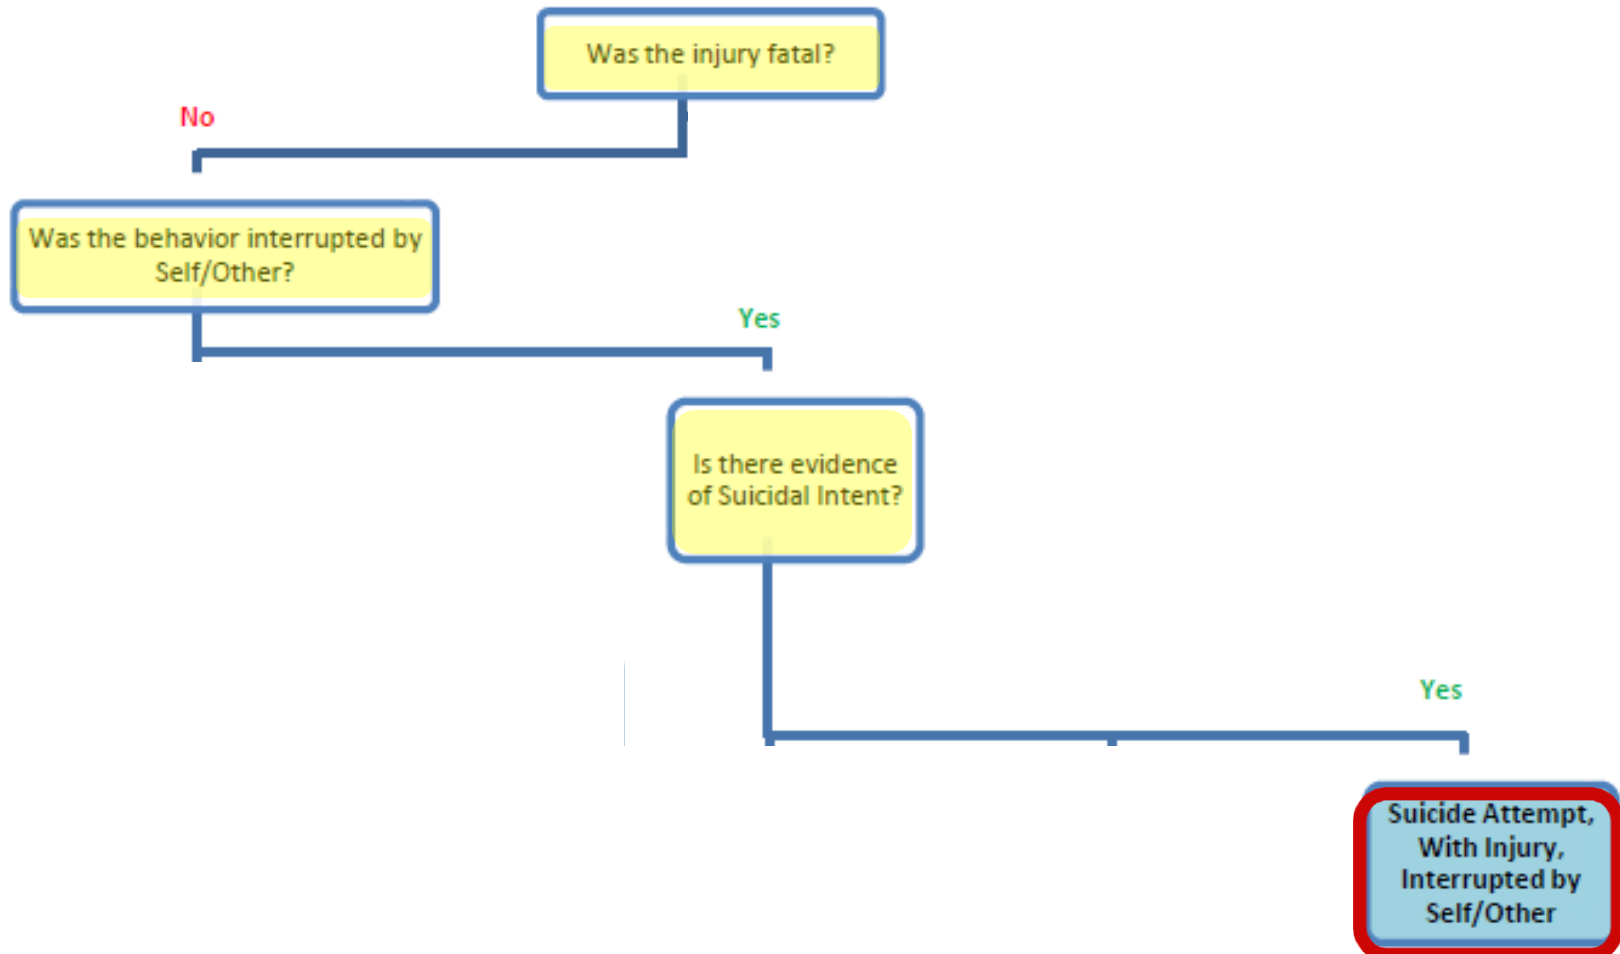 Was the injury fatal?
No
Was the behavior interrupted by
Self/Other?
Yes
Is there evidence
of Suicidal Intent?
Yes
Suicide Attempt,
With Injury,
Interrupted by
Self/Other